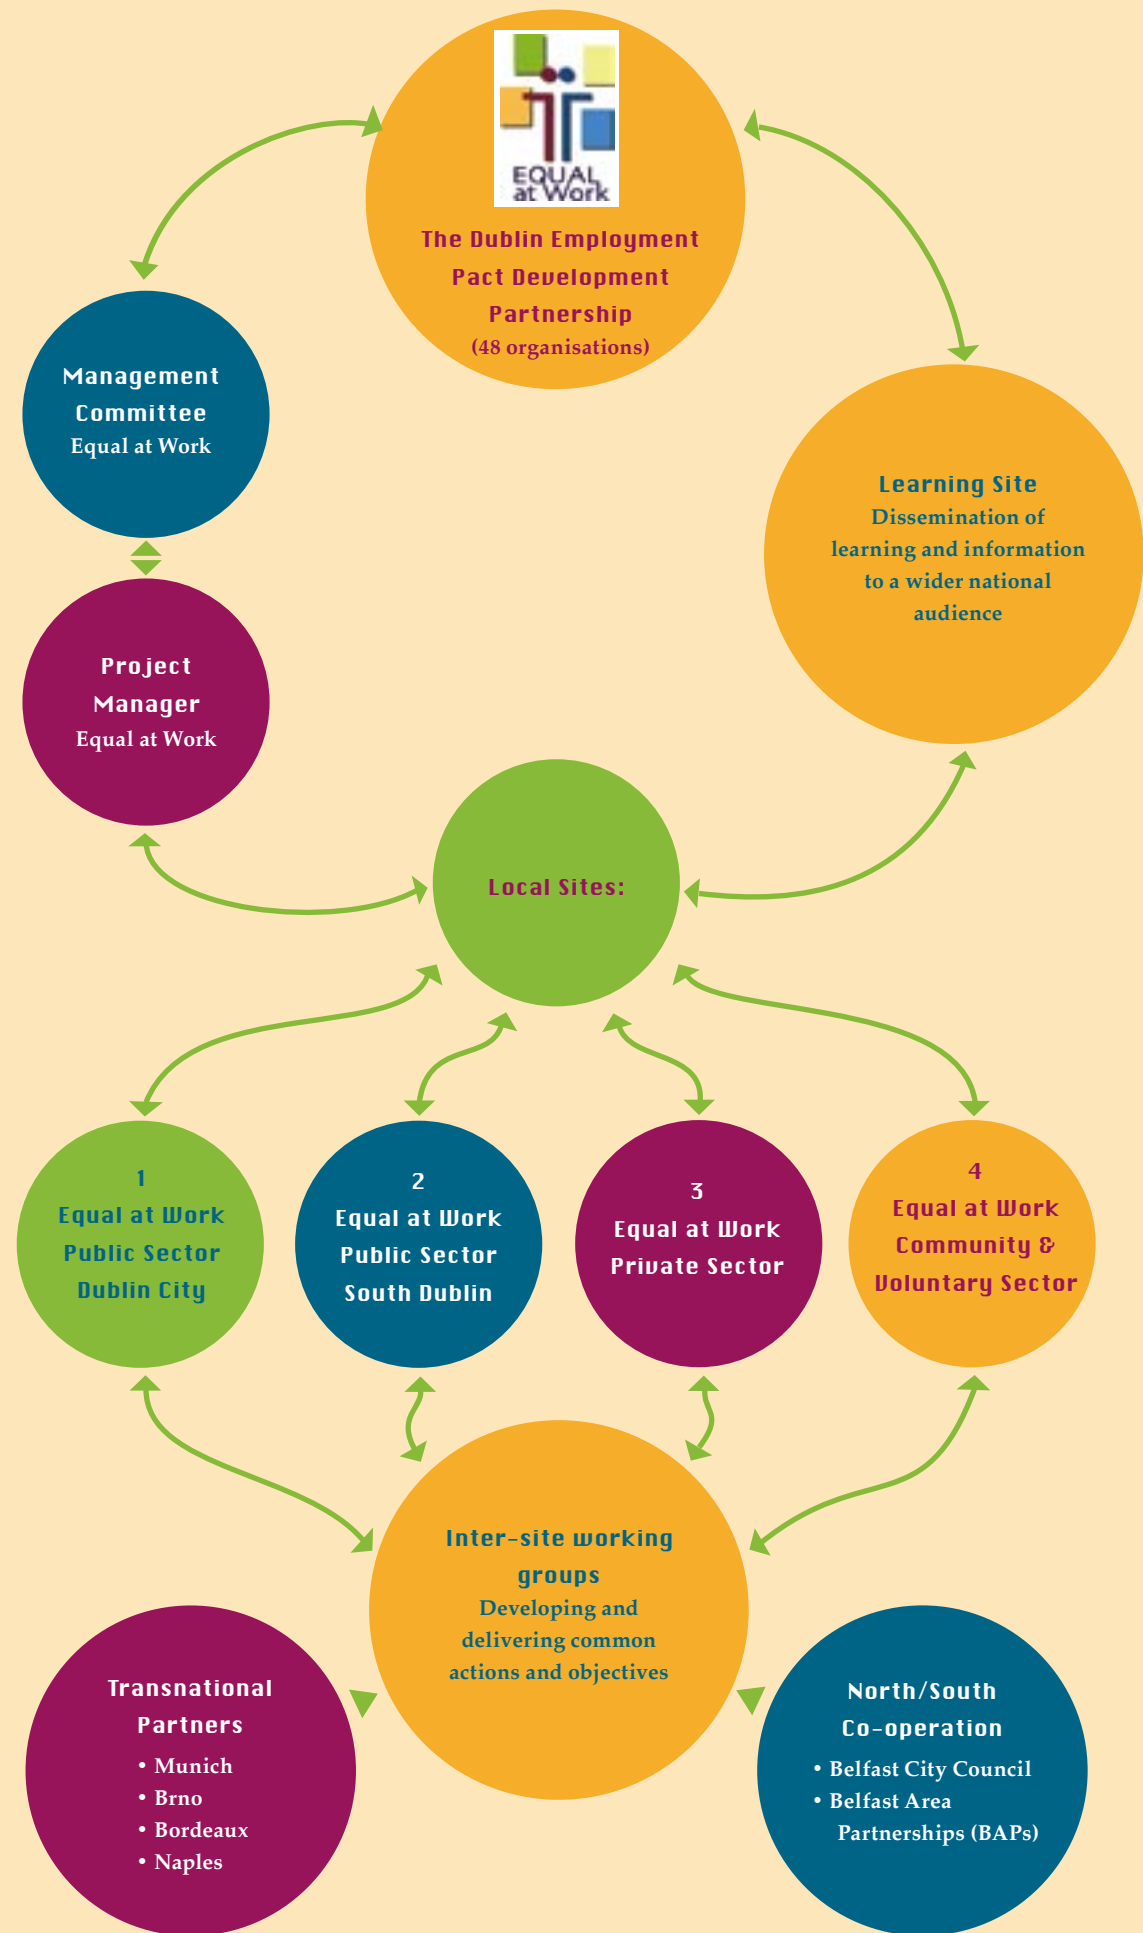 EQUAL
at Work
The Dublin Employment
Pact Development
Partnership
(48 organisations)
Management
Committee
Equal at Work
Learning Site
Dissemination of
learning and information
to a wider national
audience
Project
Manager
Equal at Work
Local Sites:
1
Equal at Work
Public Sector
Dublin City
2
Equal at Work
Public Sector
South Dublin
3
Equal at Work
Private Sector
4
Equal at Work
Community &
Voluntary Sector
Inter-site working
groups
Developing and
delivering common
actions and objectives
Transnational
Partners
• Munich
• Brno
• Bordeaux
• Naples
North/South
Co-operation
• Belfast City Council
• Belfast Area
Partnerships (BAPs)